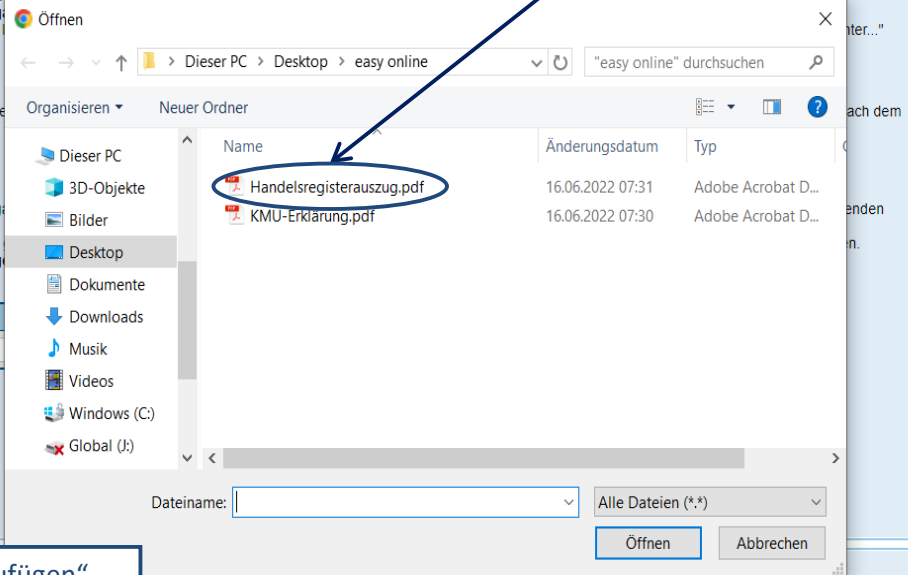 Öffnen
nter..."
Dieser PC > Desktop > easy online
"easy online" durchsuchen
Organisieren
Neuer Ordner
ach dem
Name
Änderungsdatum
Typ
Dieser PC
3D-Objekte
Handelsregisterauszug.pdf
16.06.2022 07:31
Adobe Acrobat D...
Bilder
KMU-Erklärung.pdf
16.06.2022 07:30
Adobe Acrobat D...
enden
Desktop
n.
Dokumente
Downloads
Musik
Videos
Windows (C:)
Global (J:)
Dateiname:
Alle Dateien (*.*)
Öffnen
Abbrechen
ufügen“